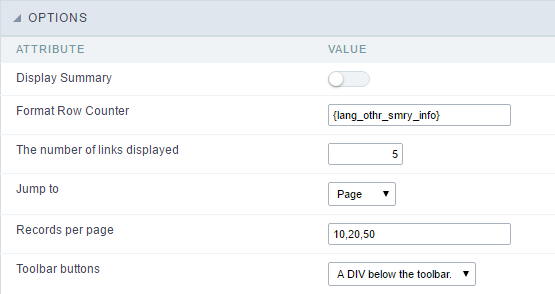 OPTIONS
ATTRIBUTE VALUE
Display Summary
Format Row Counter {lang_othr_smry_info}
The number of links displayed 5
Jump to Page
Records per page 10,20,50
Toolbar buttons A DIV below the toolbar.